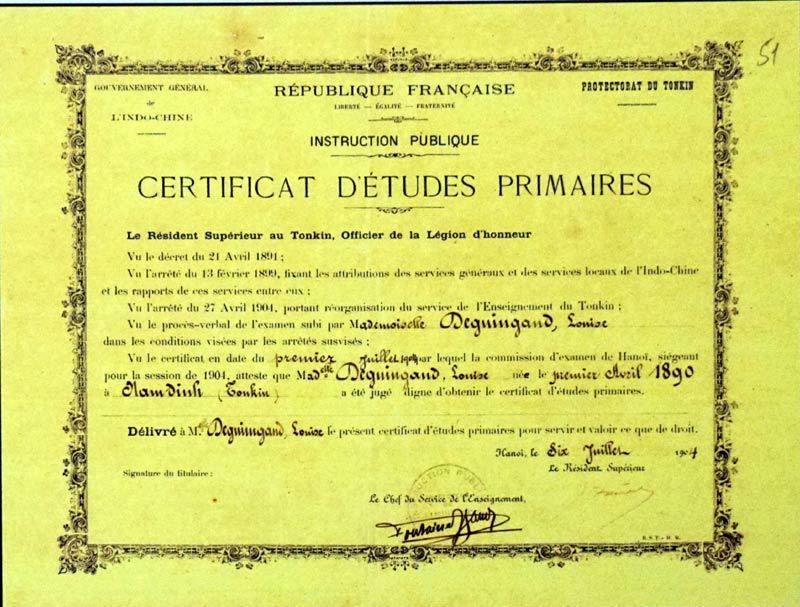 51
GOUVERNEMENT GÉNÉRAL
de
L'INDO-CHINE
RÉPUBLIQUE FRANÇAISE
LIBERTÉ — ÉGALITÉ — FRATERNITÉ
PROTECTORAT DU TONKIN
INSTRUCTION PUBLIQUE
CERTIFICAT D'ÉTUDES PRIMAIRES
Le Résident Supérieur au Tonkin, Officier de la Légion d'honneur
Vu le décret du 21 Avril 1891 ;
Vu l'arrêté du 13 février 1899, fixant les attributions des services généraux et des services locaux de l'Indo-Chine
et les rapports de ces services entre eux ;
Vu l'arrêté du 27 Avril 1904, portant réorganisation du service de l'Enseignement du Tonkin ;
Vu le procès-verbal de l'examen subi par Mademoiselle Deguingand, Louise
dans les conditions visées par les arrêtés susvisés ;
Vu le certificat en date du premier Juillet 1904 par lequel la commission d'examen de Hanoï, siégeant
pour la session de 1904, atteste que Madelle Deguingand, Louise née le premier Avril 1890
à Namdinh (Tonkin) a été jugé digne d'obtenir le certificat d'études primaires.
Délivré à Mlle Deguingand, Louise le présent certificat d'études primaires pour servir et valoir ce que de droit.
Hanoi, le Six Juillet 1904
Le Résident Supérieur
Signature du titulaire :
Le Chef du Service de l'Enseignement,